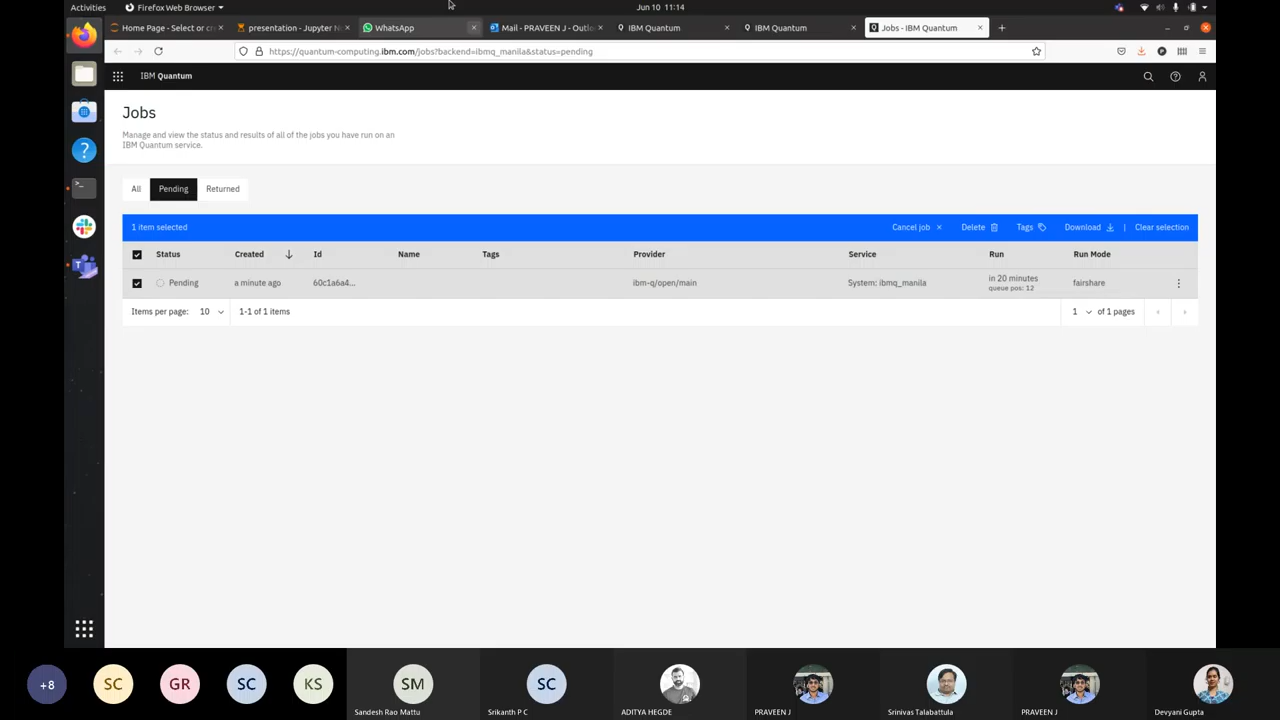 Activities
Firefox Web Browser
Jun 10 11:14
Home Page - Select or cr
presentation - Jupyter N
WhatsApp
Mail - PRAVEEN J - Outlo
IBM Quantum
IBM Quantum
Jobs - IBM Quantum
https://quantum-computing.ibm.com/jobs?backend=ibmq_manila&status=pending
IBM Quantum
Jobs
Manage and view the status and results of all of the jobs you have run on an
IBM Quantum service.
All Pending Returned
1 item selected Cancel job Delete Tags Download | Clear selection
Status Created Id Name Tags Provider Service Run Run Mode
Pending a minute ago 60c1a6a4... ibm-q/open/main System: ibmq_manila in 20 minutes fairshare
queue pos: 12
Items per page: 10 1-1 of 1 items 1 of 1 pages
+8 SC GR SC KS SM SC
Sandesh Rao Mattu Srikanth P C ADITYA HEGDE PRAVEEN J Srinivas Talabattula PRAVEEN J Devyani Gupta